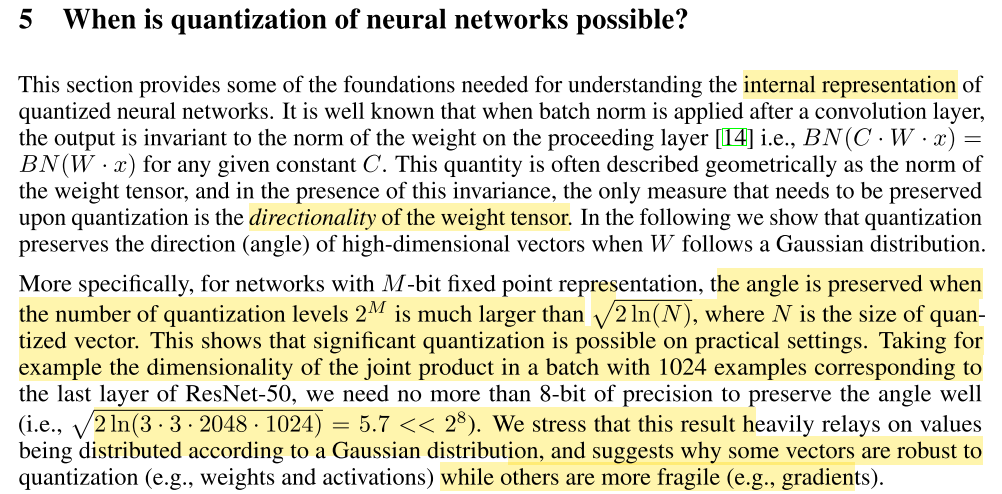 5 When is quantization of neural networks possible?
This section provides some of the foundations needed for understanding the internal representation of
quantized neural networks. It is well known that when batch norm is applied after a convolution layer,
the output is invariant to the norm of the weight on the proceeding layer [14] i.e., BN(C · W · x) =
BN(W · x) for any given constant C. This quantity is often described geometrically as the norm of
the weight tensor, and in the presence of this invariance, the only measure that needs to be preserved
upon quantization is the directionality of the weight tensor. In the following we show that quantization
preserves the direction (angle) of high-dimensional vectors when W follows a Gaussian distribution.
More specifically, for networks with M-bit fixed point representation, the angle is preserved when
the number of quantization levels 2^M is much larger than √(2 ln(N)), where N is the size of quan-
tized vector. This shows that significant quantization is possible on practical settings. Taking for
example the dimensionality of the joint product in a batch with 1024 examples corresponding to
the last layer of ResNet-50, we need no more than 8-bit of precision to preserve the angle well
(i.e., √(2 ln(3 · 3 · 2048 · 1024) = 5.7 << 2^8). We stress that this result heavily relays on values
being distributed according to a Gaussian distribution, and suggests why some vectors are robust to
quantization (e.g., weights and activations) while others are more fragile (e.g., gradients).